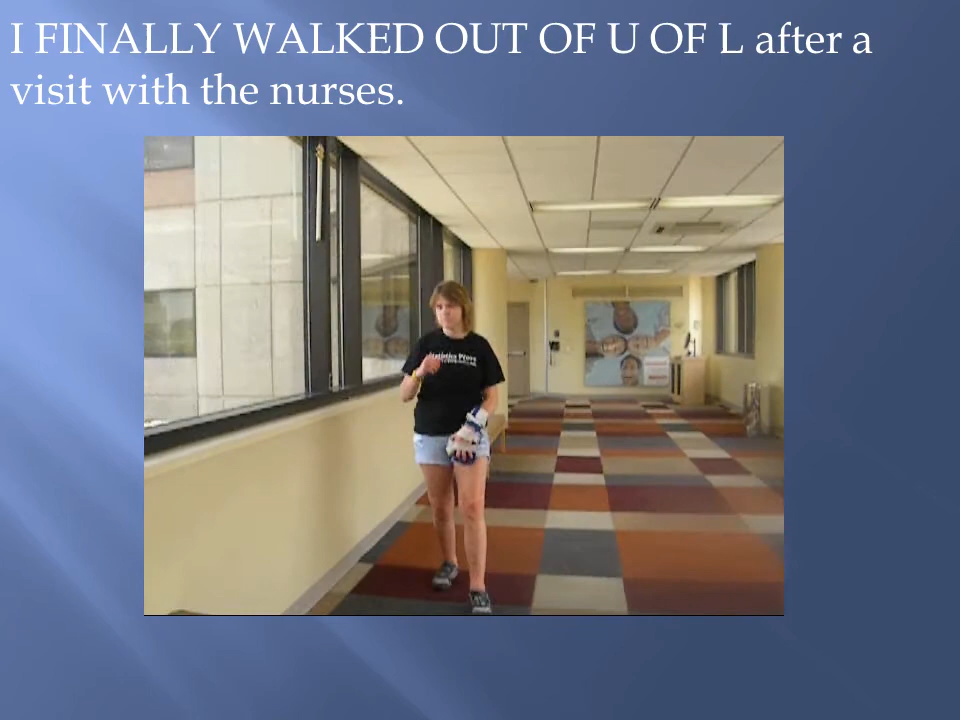 I FINALLY WALKED OUT OF U OF L after a
visit with the nurses.